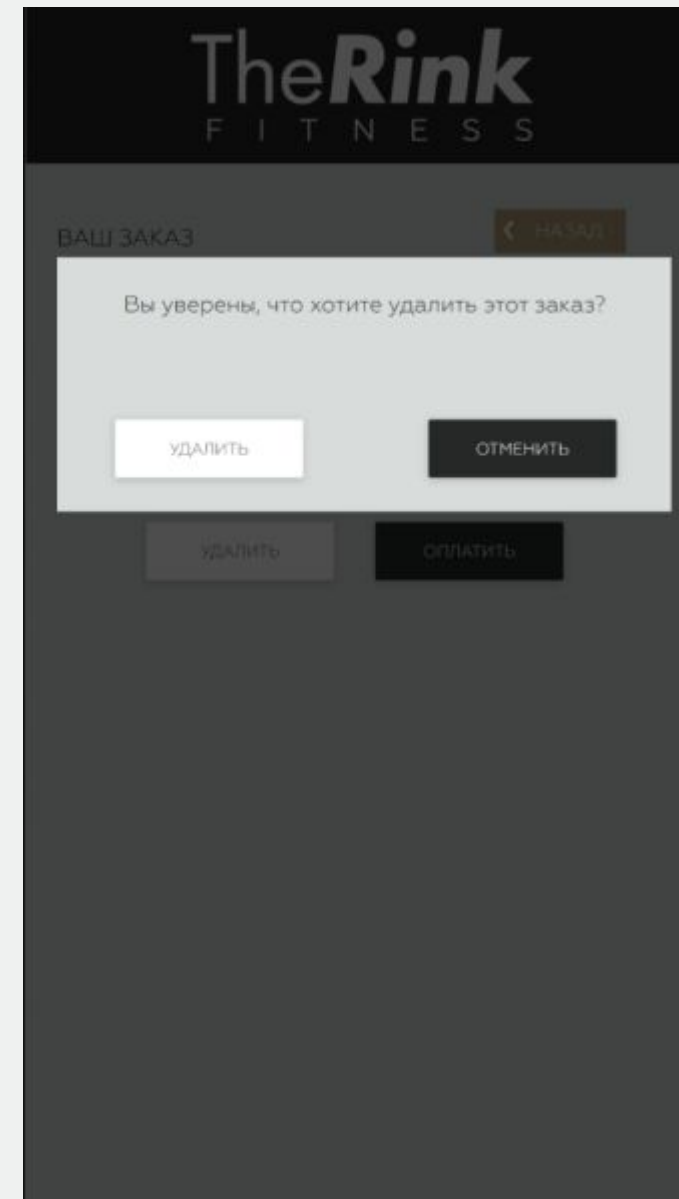 TheRink
FITNESS
ВАШ ЗАКАЗ
НАЗАД
Вы уверены, что хотите удалить этот заказ?
УДАЛИТЬ
ОТМЕНИТЬ
УДАЛИТЬ
ОПЛАТИТЬ